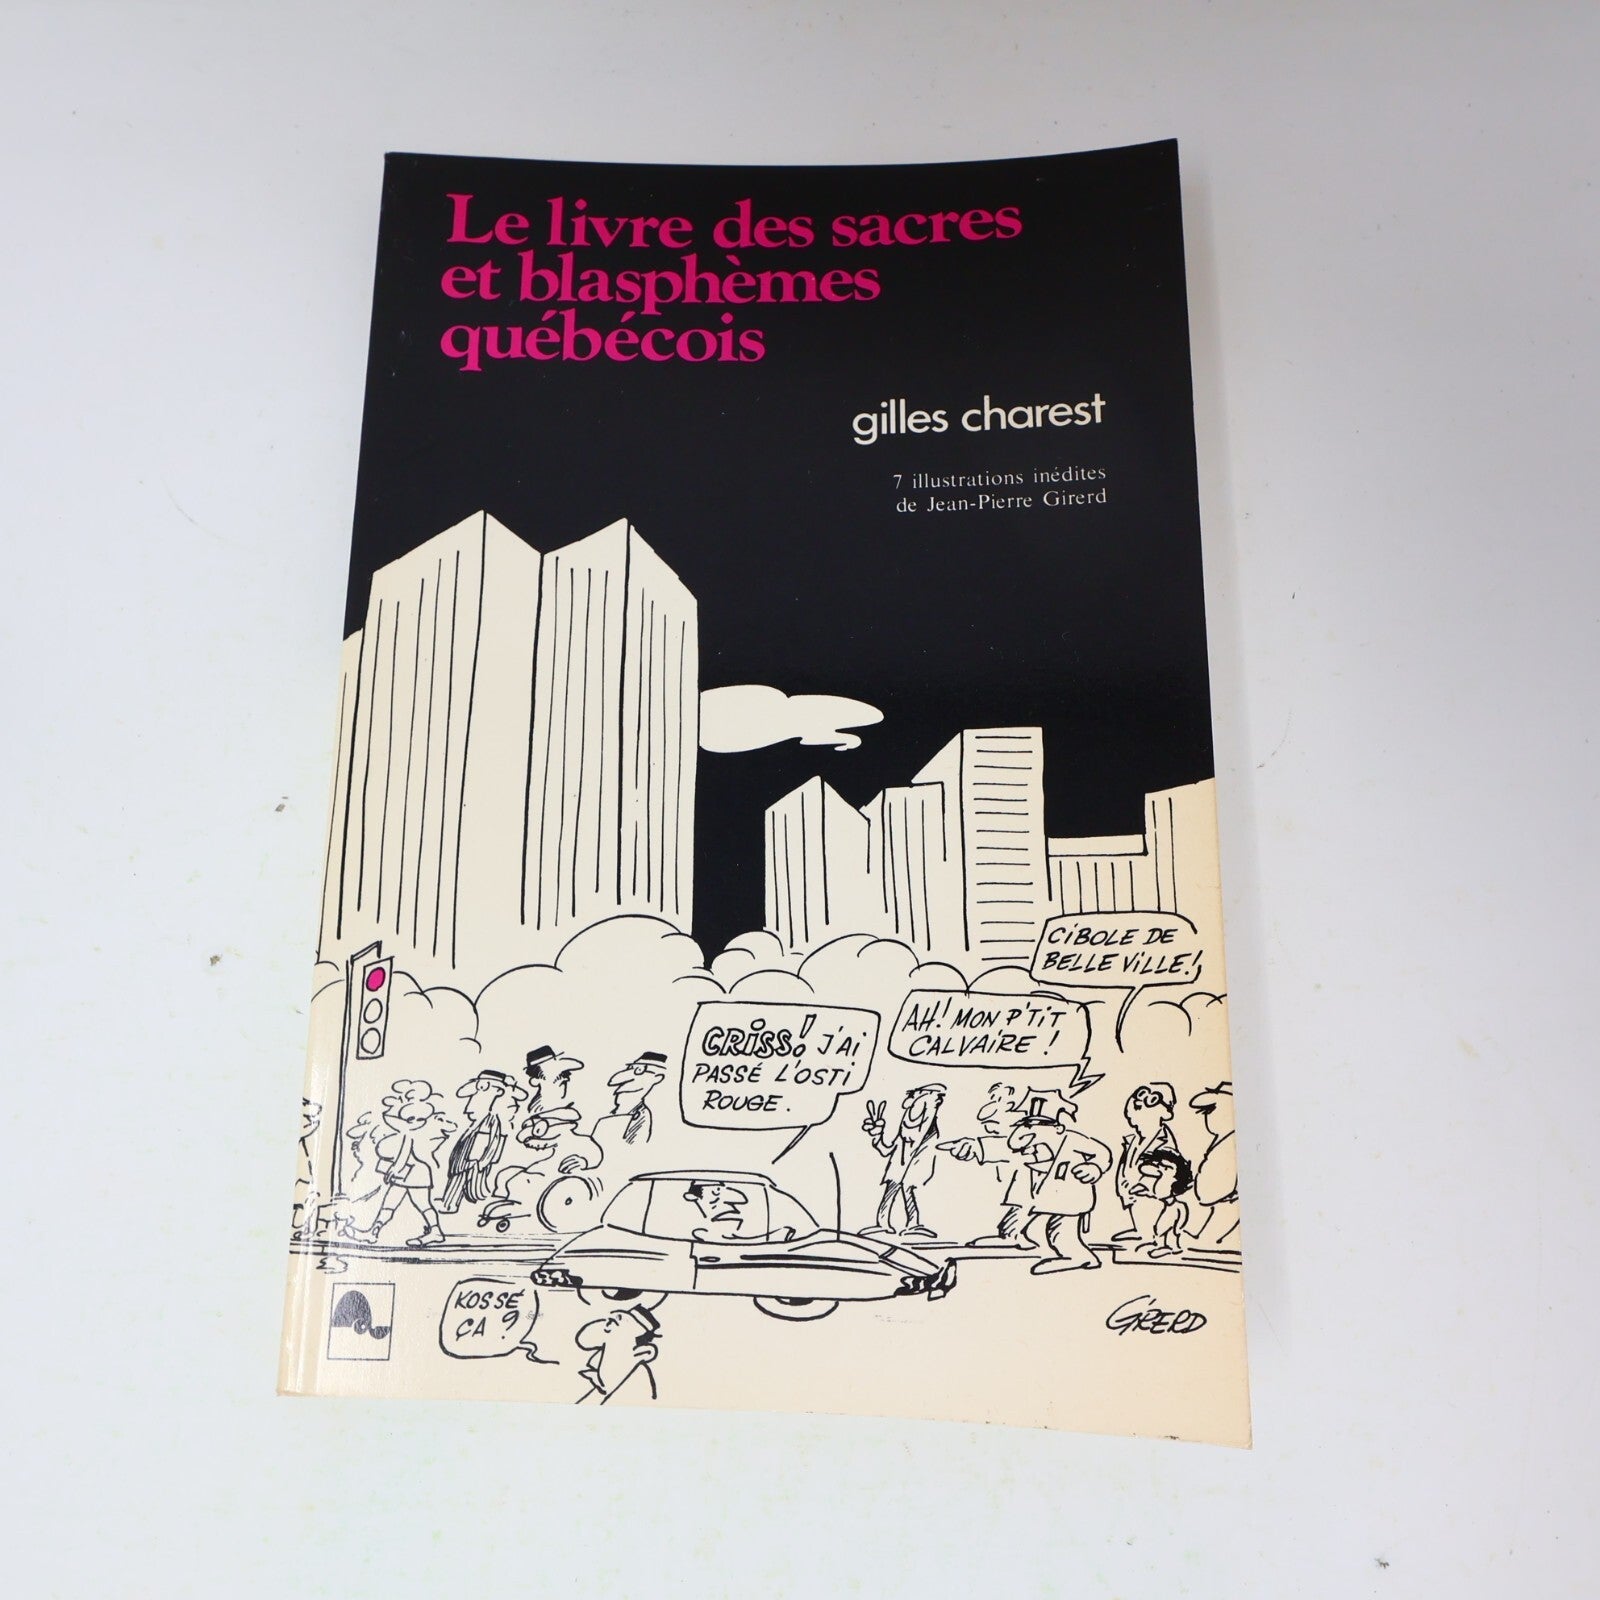 Le livre des sacres
et blasphèmes
québécois
gilles charest
7 illustrations inédites
de Jean-Pierre Girerd
CIBOLE DE
BELLE VILLE!
AH! MON P'TIT
CALVAIRE !
CRISS! J'AI
PASSÉ L'OSTI
ROUGE.
KOSSÉ
ÇA ?
GIRERD